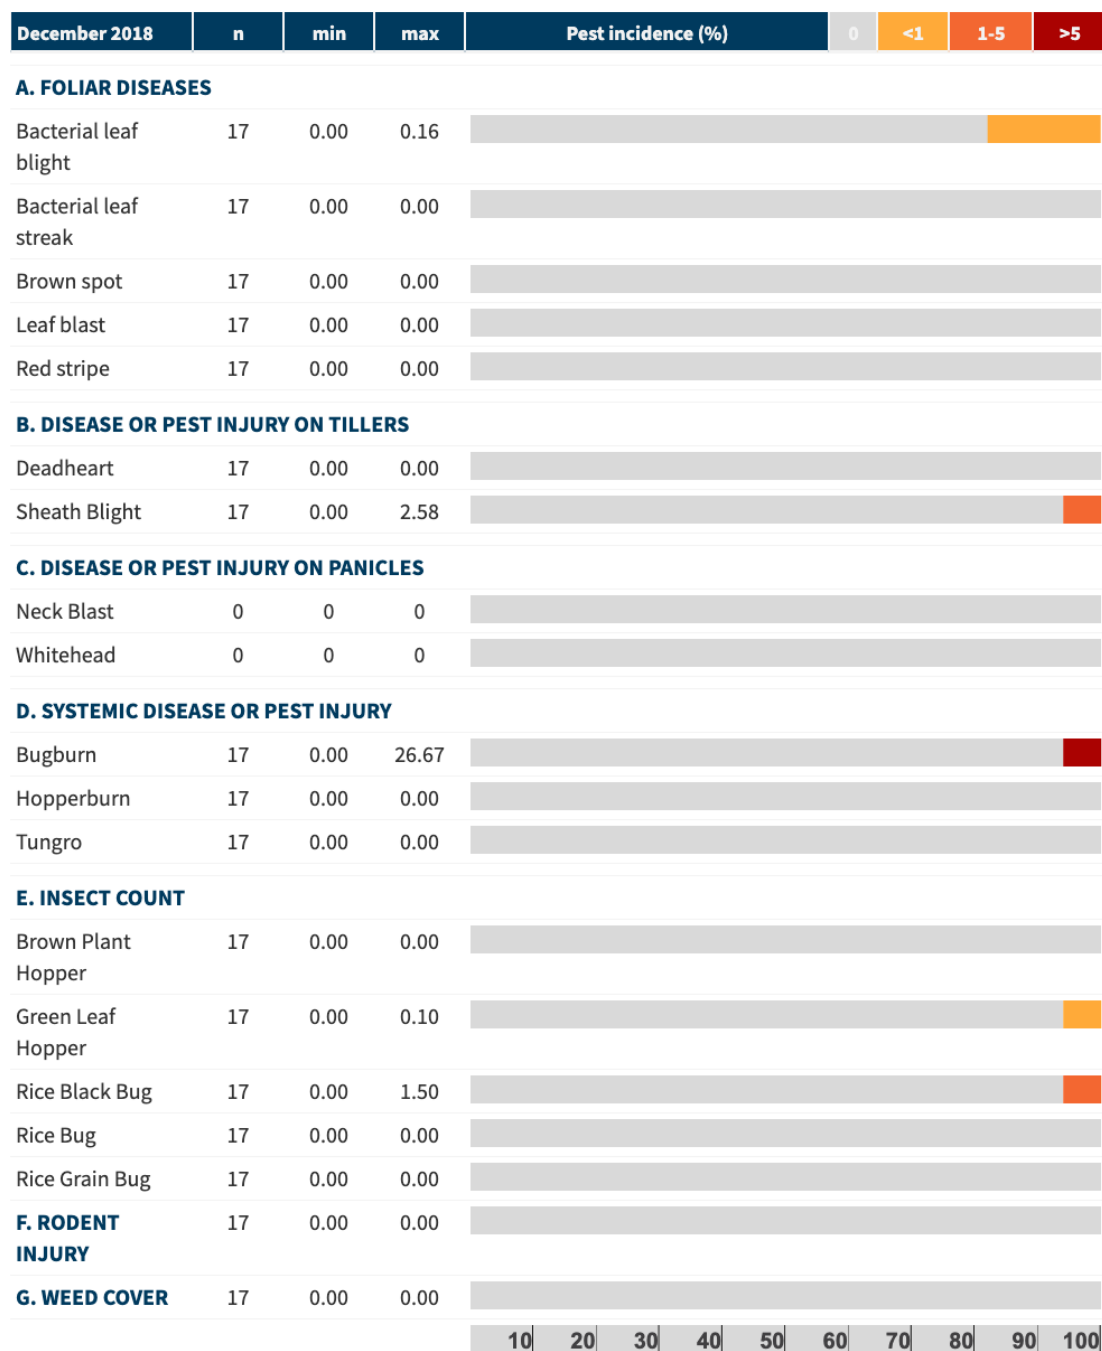 December 2018 n min max Pest incidence (%) 0 <1 1-5 >5
A. FOLIAR DISEASES
Bacterial leaf 17 0.00 0.16
blight
Bacterial leaf 17 0.00 0.00
streak
Brown spot 17 0.00 0.00
Leaf blast 17 0.00 0.00
Red stripe 17 0.00 0.00
B. DISEASE OR PEST INJURY ON TILLERS
Deadheart 17 0.00 0.00
Sheath Blight 17 0.00 2.58
C. DISEASE OR PEST INJURY ON PANICLES
Neck Blast 0 0 0
Whitehead 0 0 0
D. SYSTEMIC DISEASE OR PEST INJURY
Bugburn 17 0.00 26.67
Hopperburn 17 0.00 0.00
Tungro 17 0.00 0.00
E. INSECT COUNT
Brown Plant 17 0.00 0.00
Hopper
Green Leaf 17 0.00 0.10
Hopper
Rice Black Bug 17 0.00 1.50
Rice Bug 17 0.00 0.00
Rice Grain Bug 17 0.00 0.00
F. RODENT 17 0.00 0.00
INJURY
G. WEED COVER 17 0.00 0.00
10 20 30 40 50 60 70 80 90 100